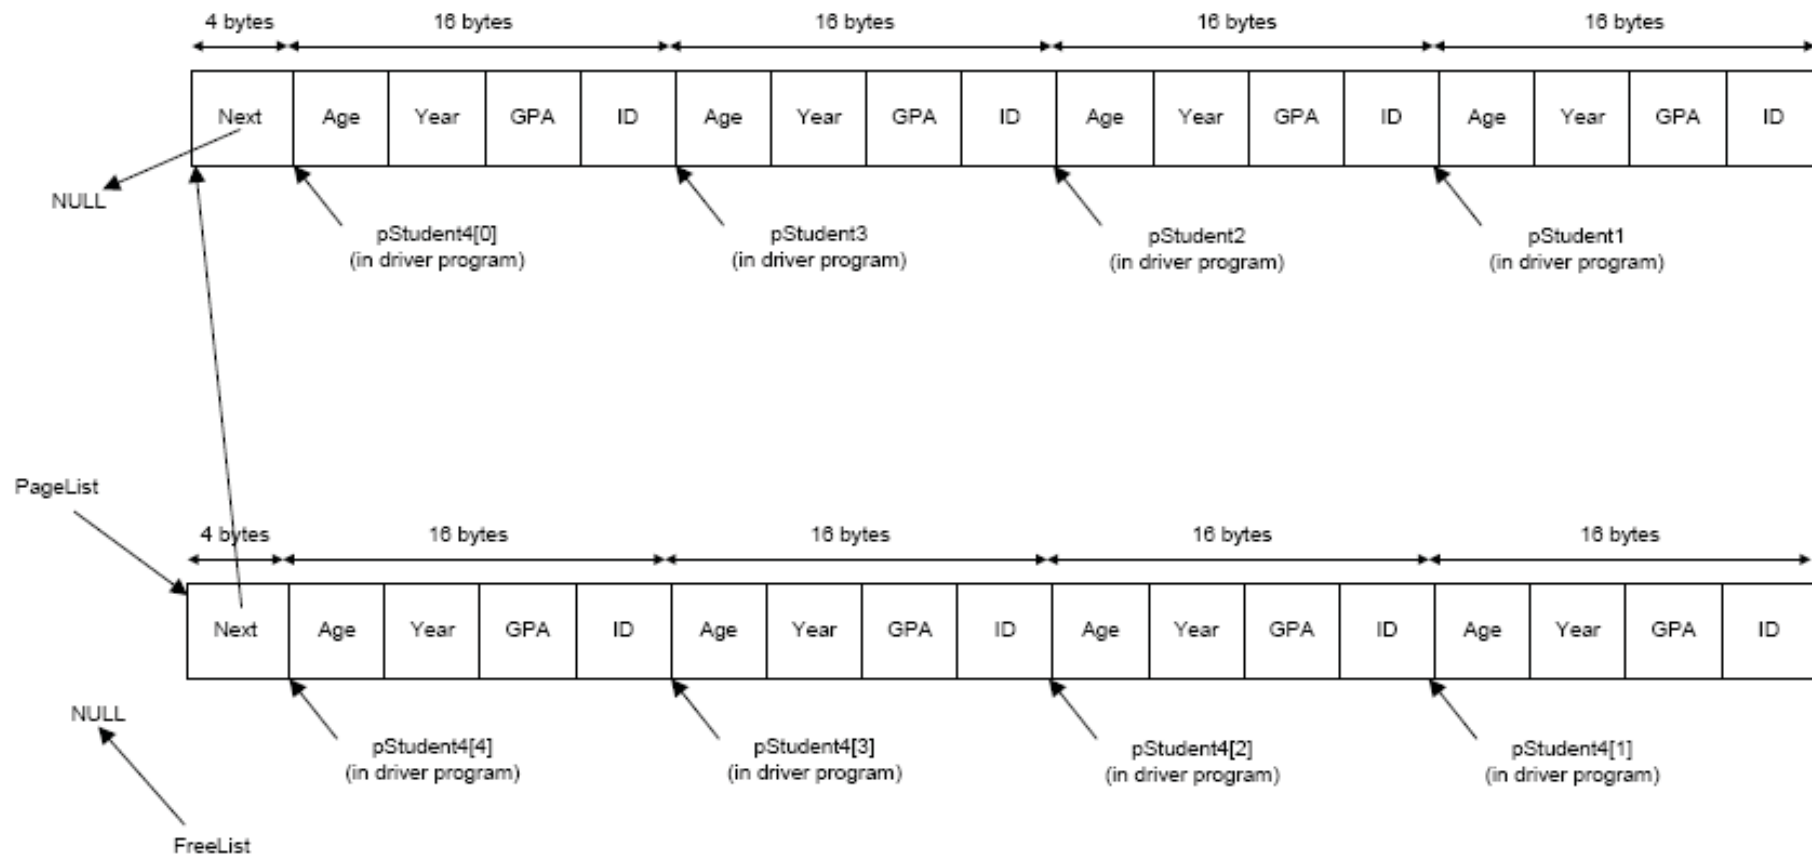 4 bytes 16 bytes 16 bytes 16 bytes 16 bytes
Next Age Year GPA ID Age Year GPA ID Age Year GPA ID Age Year GPA ID
NULL
pStudent4[0] pStudent3 pStudent2 pStudent1
(in driver program) (in driver program) (in driver program) (in driver program)
PageList
4 bytes 16 bytes 16 bytes 16 bytes 16 bytes
Next Age Year GPA ID Age Year GPA ID Age Year GPA ID Age Year GPA ID
NULL
pStudent4[4] pStudent4[3] pStudent4[2] pStudent4[1]
(in driver program) (in driver program) (in driver program) (in driver program)
FreeList